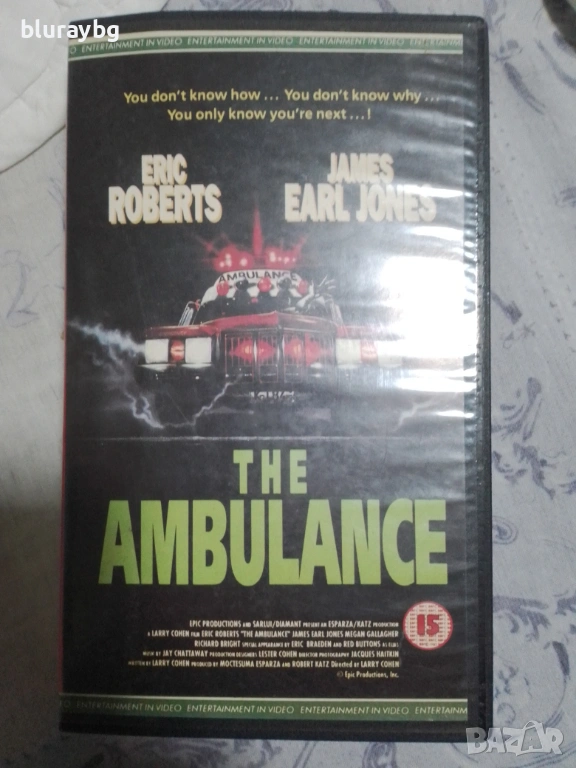 bluraybg
ENTERTAINMENT IN VIDEO ENTERTAINMENT IN VIDEO ENTERTAINMENT IN VIDEO
You don't know how ... You don't know why ...
You only know you're next ...!
ERIC ROBERTS
JAMES EARL JONES
AMBULANCE
THE
AMBULANCE
EPIC PRODUCTIONS AND SARLUI/DIAMANT PRESENT AN ESPARZA/KATZ PRODUCTION
A LARRY COHEN FILM ERIC ROBERTS "THE AMBULANCE" JAMES EARL JONES MEGAN GALLAGHER
RICHARD BRIGHT SPECIAL APPEARANCE BY ERIC BRAEDEN AND RED BUTTONS AS ELIAS
MUSIC BY JAY CHATTAWAY PRODUCTION DESIGNERS LESTER COHEN DIRECTOR PHOTOGRAPHY JACQUES HAITKIN
WRITTEN BY LARRY COHEN PRODUCED BY MOCTESUMA ESPARZA AND ROBERT KATZ DIRECTED BY LARRY COHEN
© Epic Productions, Inc.
15
ENTERTAINMENT IN VIDEO ENTERTAINMENT IN VIDEO ENTERTAINMENT IN VIDEO ENTERTAINM
BAZAR